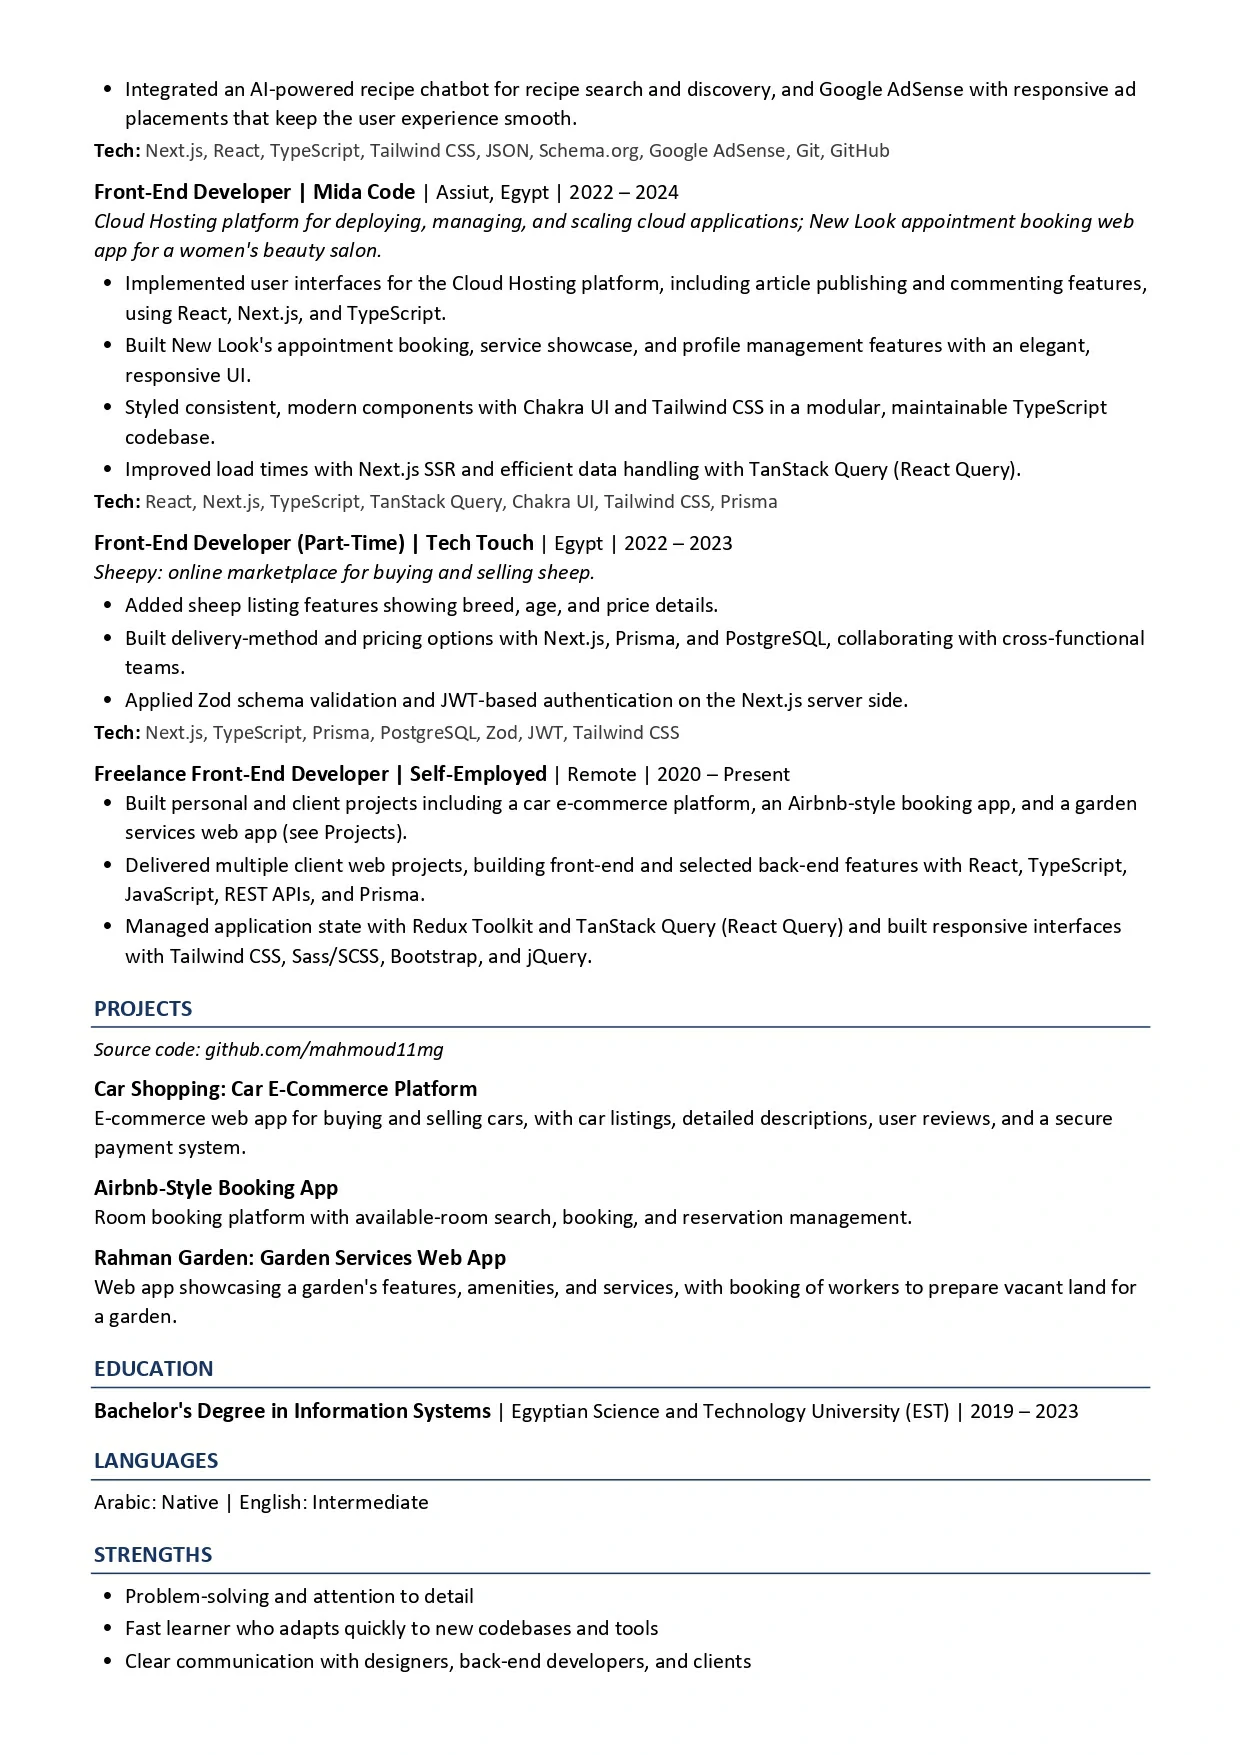 • Integrated an AI-powered recipe chatbot for recipe search and discovery, and Google AdSense with responsive ad
placements that keep the user experience smooth.
Tech: Next.js, React, TypeScript, Tailwind CSS, JSON, Schema.org, Google AdSense, Git, GitHub
Front-End Developer | Mida Code | Assiut, Egypt | 2022 – 2024
Cloud Hosting platform for deploying, managing, and scaling cloud applications; New Look appointment booking web
app for a women's beauty salon.
• Implemented user interfaces for the Cloud Hosting platform, including article publishing and commenting features,
using React, Next.js, and TypeScript.
• Built New Look's appointment booking, service showcase, and profile management features with an elegant,
responsive UI.
• Styled consistent, modern components with Chakra UI and Tailwind CSS in a modular, maintainable TypeScript
codebase.
• Improved load times with Next.js SSR and efficient data handling with TanStack Query (React Query).
Tech: React, Next.js, TypeScript, TanStack Query, Chakra UI, Tailwind CSS, Prisma
Front-End Developer (Part-Time) | Tech Touch | Egypt | 2022 – 2023
Sheepy: online marketplace for buying and selling sheep.
• Added sheep listing features showing breed, age, and price details.
• Built delivery-method and pricing options with Next.js, Prisma, and PostgreSQL, collaborating with cross-functional
teams.
• Applied Zod schema validation and JWT-based authentication on the Next.js server side.
Tech: Next.js, TypeScript, Prisma, PostgreSQL, Zod, JWT, Tailwind CSS
Freelance Front-End Developer | Self-Employed | Remote | 2020 – Present
• Built personal and client projects including a car e-commerce platform, an Airbnb-style booking app, and a garden
services web app (see Projects).
• Delivered multiple client web projects, building front-end and selected back-end features with React, TypeScript,
JavaScript, REST APIs, and Prisma.
• Managed application state with Redux Toolkit and TanStack Query (React Query) and built responsive interfaces
with Tailwind CSS, Sass/SCSS, Bootstrap, and jQuery.
PROJECTS
Source code: github.com/mahmoud11mg
Car Shopping: Car E-Commerce Platform
E-commerce web app for buying and selling cars, with car listings, detailed descriptions, user reviews, and a secure
payment system.
Airbnb-Style Booking App
Room booking platform with available-room search, booking, and reservation management.
Rahman Garden: Garden Services Web App
Web app showcasing a garden's features, amenities, and services, with booking of workers to prepare vacant land for
a garden.
EDUCATION
Bachelor's Degree in Information Systems | Egyptian Science and Technology University (EST) | 2019 – 2023
LANGUAGES
Arabic: Native | English: Intermediate
STRENGTHS
• Problem-solving and attention to detail
• Fast learner who adapts quickly to new codebases and tools
• Clear communication with designers, back-end developers, and clients